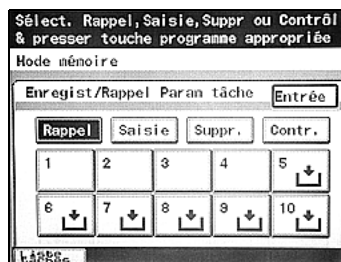 Sélect. Rappel,Saisie,Suppr ou Contrôl
& presser touche programme appropriée
Mode mémoire
Enregist/Rappel Param tâche Entrée
Rappel Saisie Suppr. Contr.
1 2 3 4 5
6 7 8 9 10